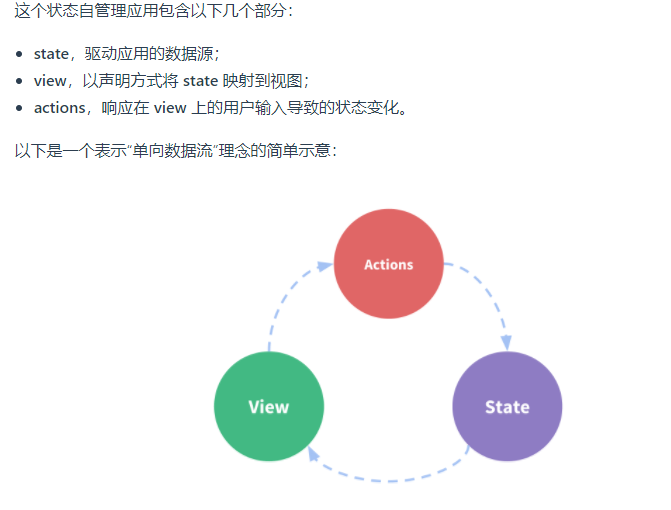 这个状态自管理应用包含以下几个部分：
state，驱动应用的数据源；
view，以声明方式将 state 映射到视图；
actions，响应在 view 上的用户输入导致的状态变化。
以下是一个表示“单向数据流”理念的简单示意：
Actions
View
State